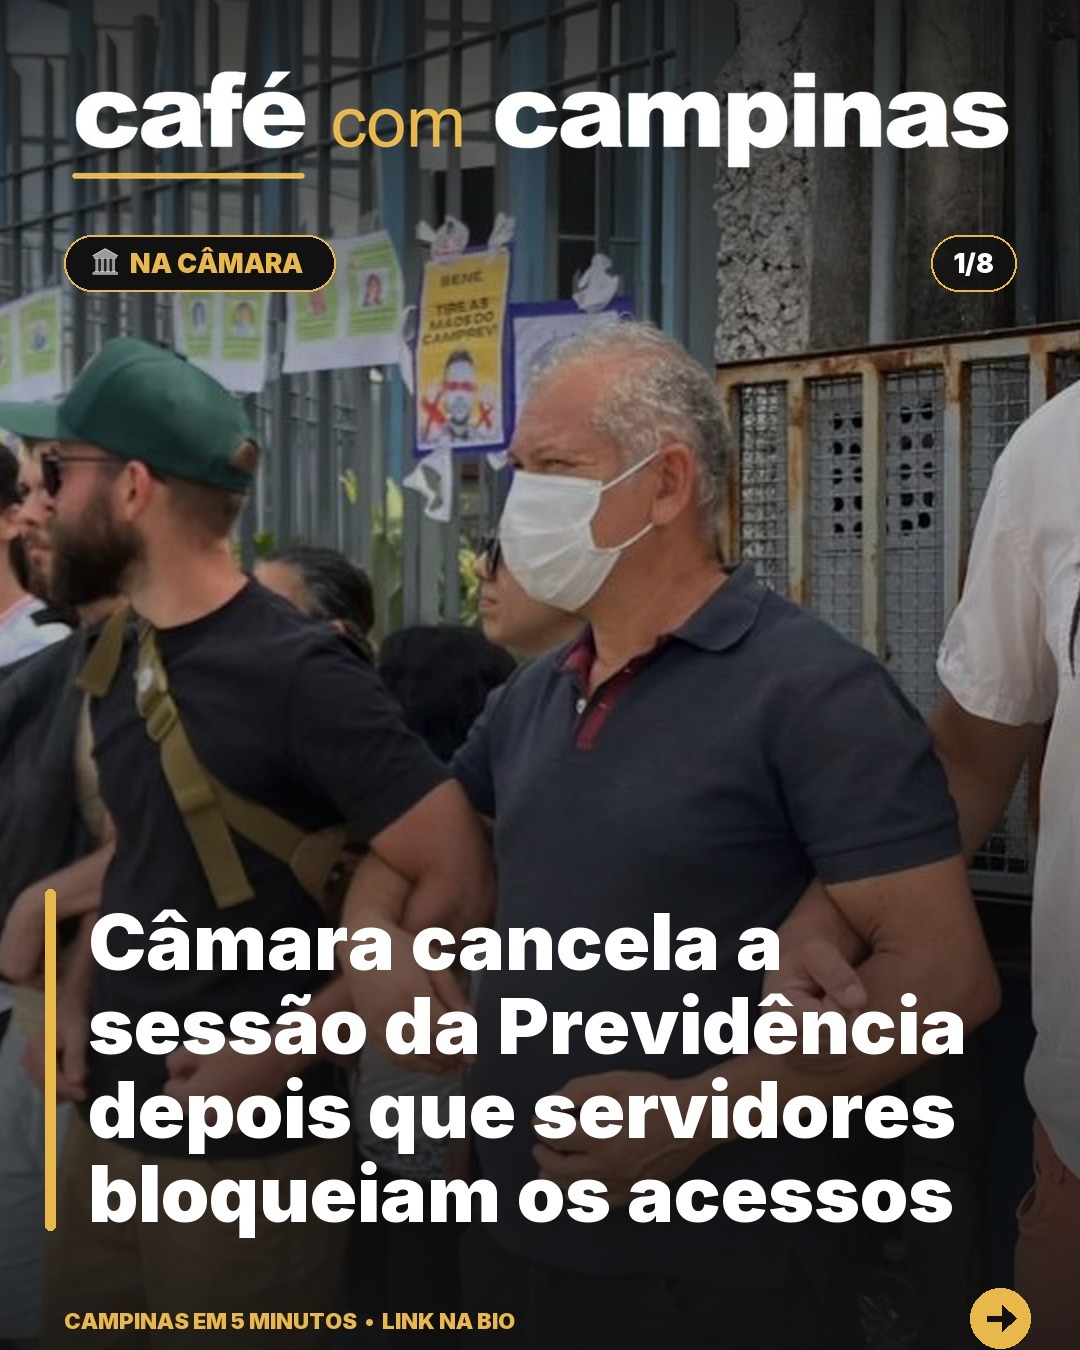 café com campinas
🏛 NA CÂMARA
1/8
BENÉ
TIRE AS
MÃOS DO
CAMPREV!
Câmara cancela a
sessão da Previdência
depois que servidores
bloqueiam os acessos
CAMPINAS EM 5 MINUTOS • LINK NA BIO